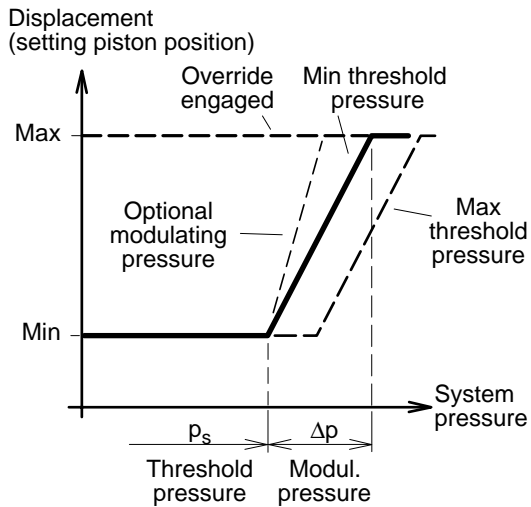 Displacement
(setting piston position)
Override
engaged
Min threshold
pressure
Max
Optional
modulating
pressure
Max
threshold
pressure
Min
System
pressure
ps
Δp
Threshold
pressure
Modul.
pressure